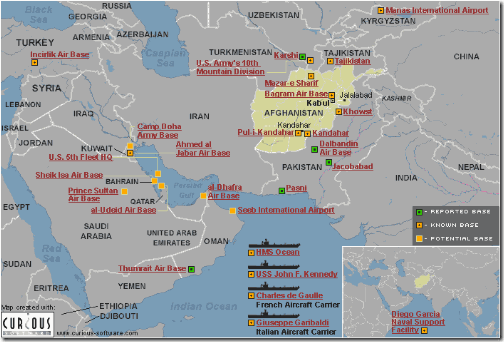 RUSSIA
Manas International Airport
Black Sea
GEORGIA
UZBEKISTAN
KYRGYZSTAN
TURKEY
ARMENIA
AZERBAIJAN
Caspian Sea
TURKMENISTAN
Karshi
TAJIKISTAN
Tajikistan
CHINA
Incirlik Air Base
U.S. Army's 10th
Mountain Division
SYRIA
Mazar-e Sharif
Bagram Air Base
Jalalabad
Kabul
KASHMIR
LEBANON
IRAQ
IRAN
AFGHANISTAN
Khowst
ISRAEL
Camp Doha
Army Base
Kandahar
Pul-i-Kandahar
Kandahar
JORDAN
Ahmed al
Jabar Air Base
KUWAIT
U.S. 5th Fleet HQ
Dalbandin
Air Base
PAKISTAN
Jacobabad
NEPAL
Sheik Isa Air Base
BAHRAIN
Persian
Gulf
al-Dhafra
Air Base
Pasni
INDIA
Prince Sultan
Air Base
QATAR
EGYPT
al-Udaid Air Base
Seeb International Airport
- REPORTED BASE
- KNOWN BASE
- POTENTIAL BASE
SAUDI
ARABIA
UNITED ARAB
EMIRATES
OMAN
Red
Sea
HMS Ocean
SUDAN
Thumrait Air Base
USS John F. Kennedy
YEMEN
Indian Ocean
ERITREA
Charles de Gaulle
French Aircraft Carrier
Map created with:
CURIOUS
ETHIOPIA
DJIBOUTI
www.curious-software.com
Giuseppe Garibaldi
Italian Aircraft Carrier
Diego Garcia
Naval Support
Facility